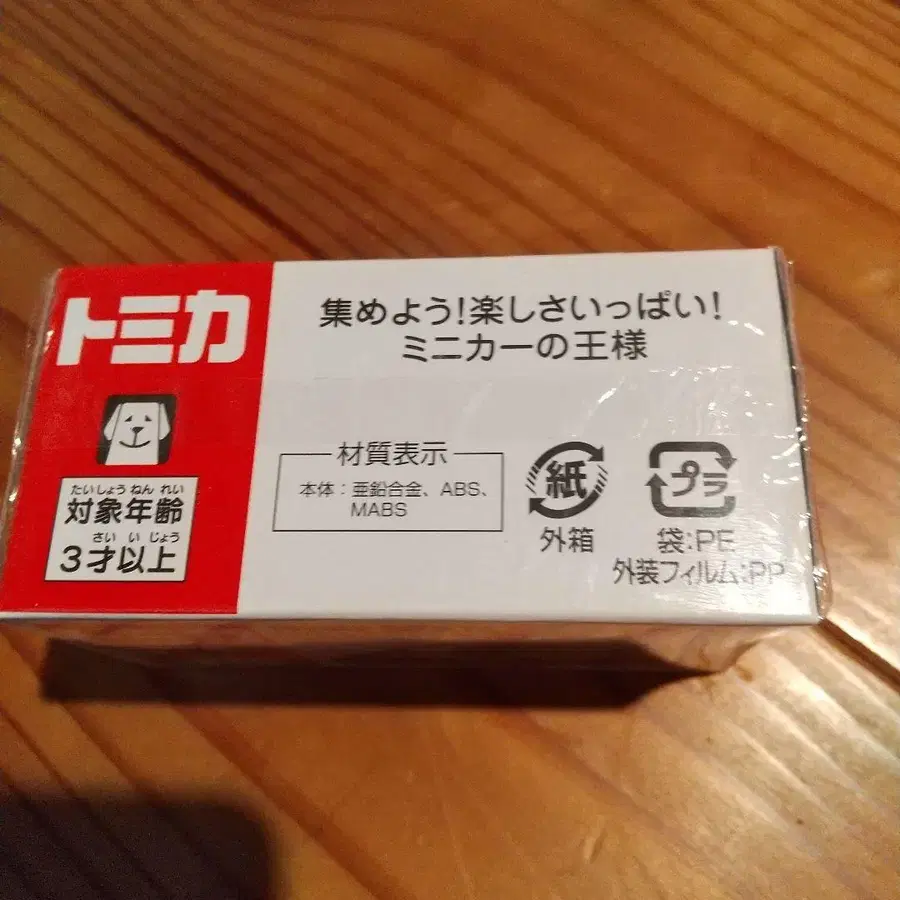 トミカ
集めよう!楽しさいっぱい!
ミニカーの王様
たいしょうねんれい
対象年齢
さいいじょう
3才以上
材質表示
本体:亜鉛合金、ABS、
MABS
紙
外箱
プラ
袋:PE
外装フィルム:PP